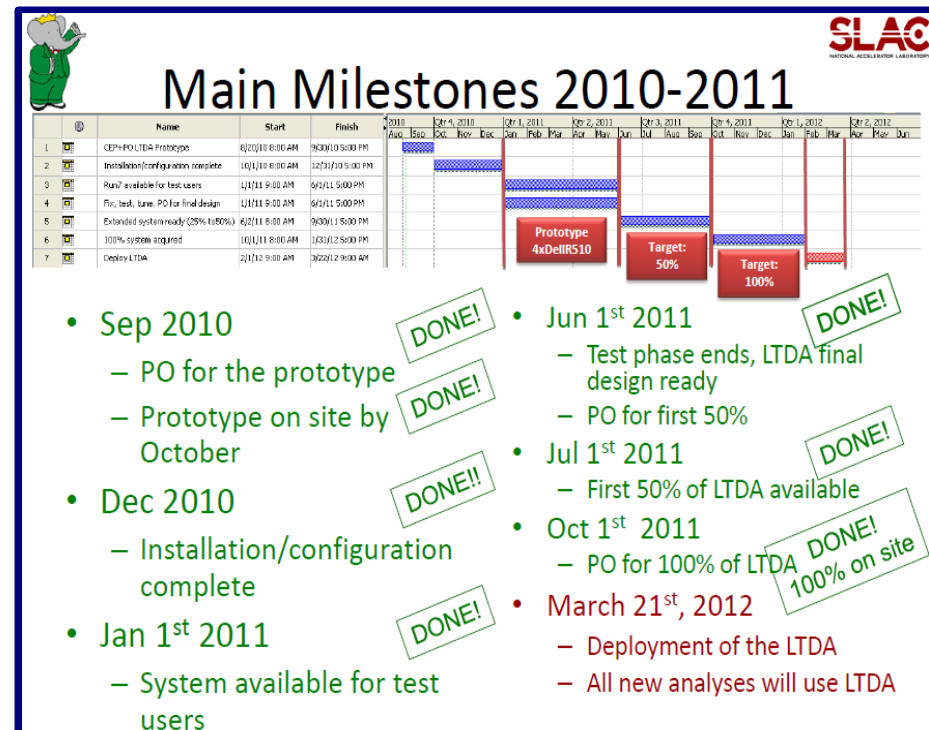 SLAC
NATIONAL ACCELERATOR LABORATORY
Main Milestones 2010-2011
Name Start Finish
2010 Qtr 4, 2010 Qtr 1, 2011 Qtr 2, 2011 Qtr 3, 2011 Qtr 4, 2011 Qtr 1, 2012 Qtr 2, 2012
Aug Sep Oct Nov Dec Jan Feb Mar Apr May Jun Jul Aug Sep Oct Nov Dec Jan Feb Mar Apr May Jun
1 CEP+PO LTDA Prototype 8/20/10 8:00 AM 9/30/10 5:00 PM
2 Installation/configuration complete 10/1/10 8:00 AM 12/31/10 5:00 PM
3 Run7 available for test users 1/1/11 9:00 AM 6/1/11 5:00 PM
4 Fix, test, tune. PO for final design 1/1/11 9:00 AM 6/1/11 5:00 PM
5 Extended system ready (25% to50%) 6/2/11 8:00 AM 9/30/11 5:00 PM
6 100% system acquired 10/1/11 8:00 AM 1/31/12 5:00 PM
7 Deploy LTDA 2/1/12 9:00 AM 3/22/12 9:00 AM
Prototype
4xDellR510
Target:
50%
Target:
100%
• Sep 2010
DONE!
– PO for the prototype
– Prototype on site by
October
DONE!
• Dec 2010
DONE!!
– Installation/configuration
complete
• Jan 1st 2011
DONE!
– System available for test
users
• Jun 1st 2011
DONE!
– Test phase ends, LTDA final
design ready
– PO for first 50%
• Jul 1st 2011
DONE!
– First 50% of LTDA available
• Oct 1st 2011
– PO for 100% of LTDA
DONE!
100% on site
• March 21st, 2012
– Deployment of the LTDA
– All new analyses will use LTDA